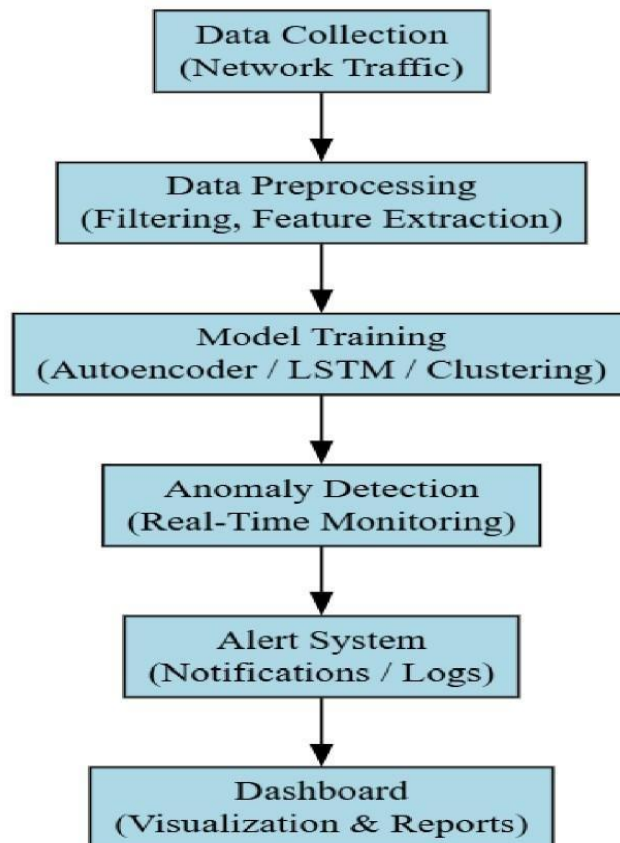 Data Collection
(Network Traffic)
Data Preprocessing
(Filtering, Feature Extraction)
Model Training
(Autoencoder / LSTM / Clustering)
Anomaly Detection
(Real-Time Monitoring)
Alert System
(Notifications / Logs)
Dashboard
(Visualization & Reports)